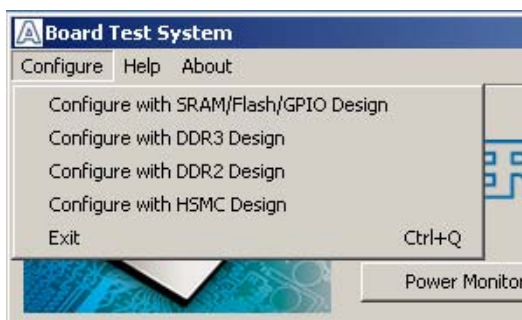 Board Test System
Configure Help About
Configure with SRAM/Flash/GPIO Design
Configure with DDR3 Design
Configure with DDR2 Design
Configure with HSMC Design
Exit Ctrl+Q
Power Monitor